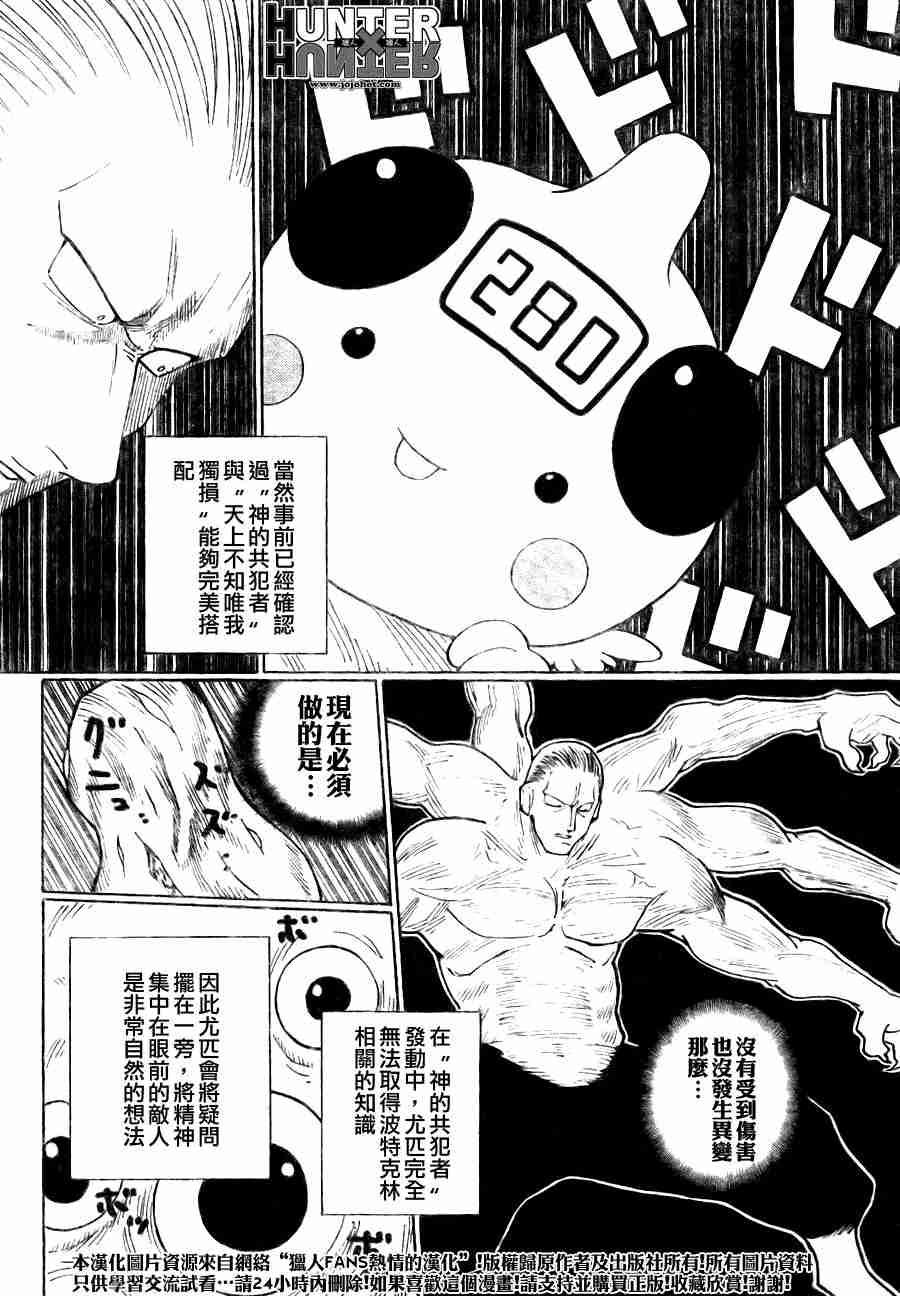 HUNTER
×
HUNTER
www.jojohot.com
ドドドドドドド
280
當然事前已經確認
過〝神的共犯者〞
與〝天上不知唯我
獨損〞能夠完美搭
配
現在必須
做的是…
グニュ
ズズ
沒有受到傷害
也沒發生異變
那麼…
在〝神的共犯者〞
發動中，尤匹完全
無法取得波特克林
相關的知識
因此尤匹會將疑問
擺在一旁，將精神
集中在眼前的敵人
是非常自然的想法
ボッ
ボッ
ボッ
本漢化圖片資源來自網絡“獵人FANS熱情的漢化”!版權歸原作者及出版社所有!所有圖片資料
只供學習交流試看…請24小時內刪除!如果喜歡這個漫畫!請支持並購買正版!收藏欣賞!謝謝!